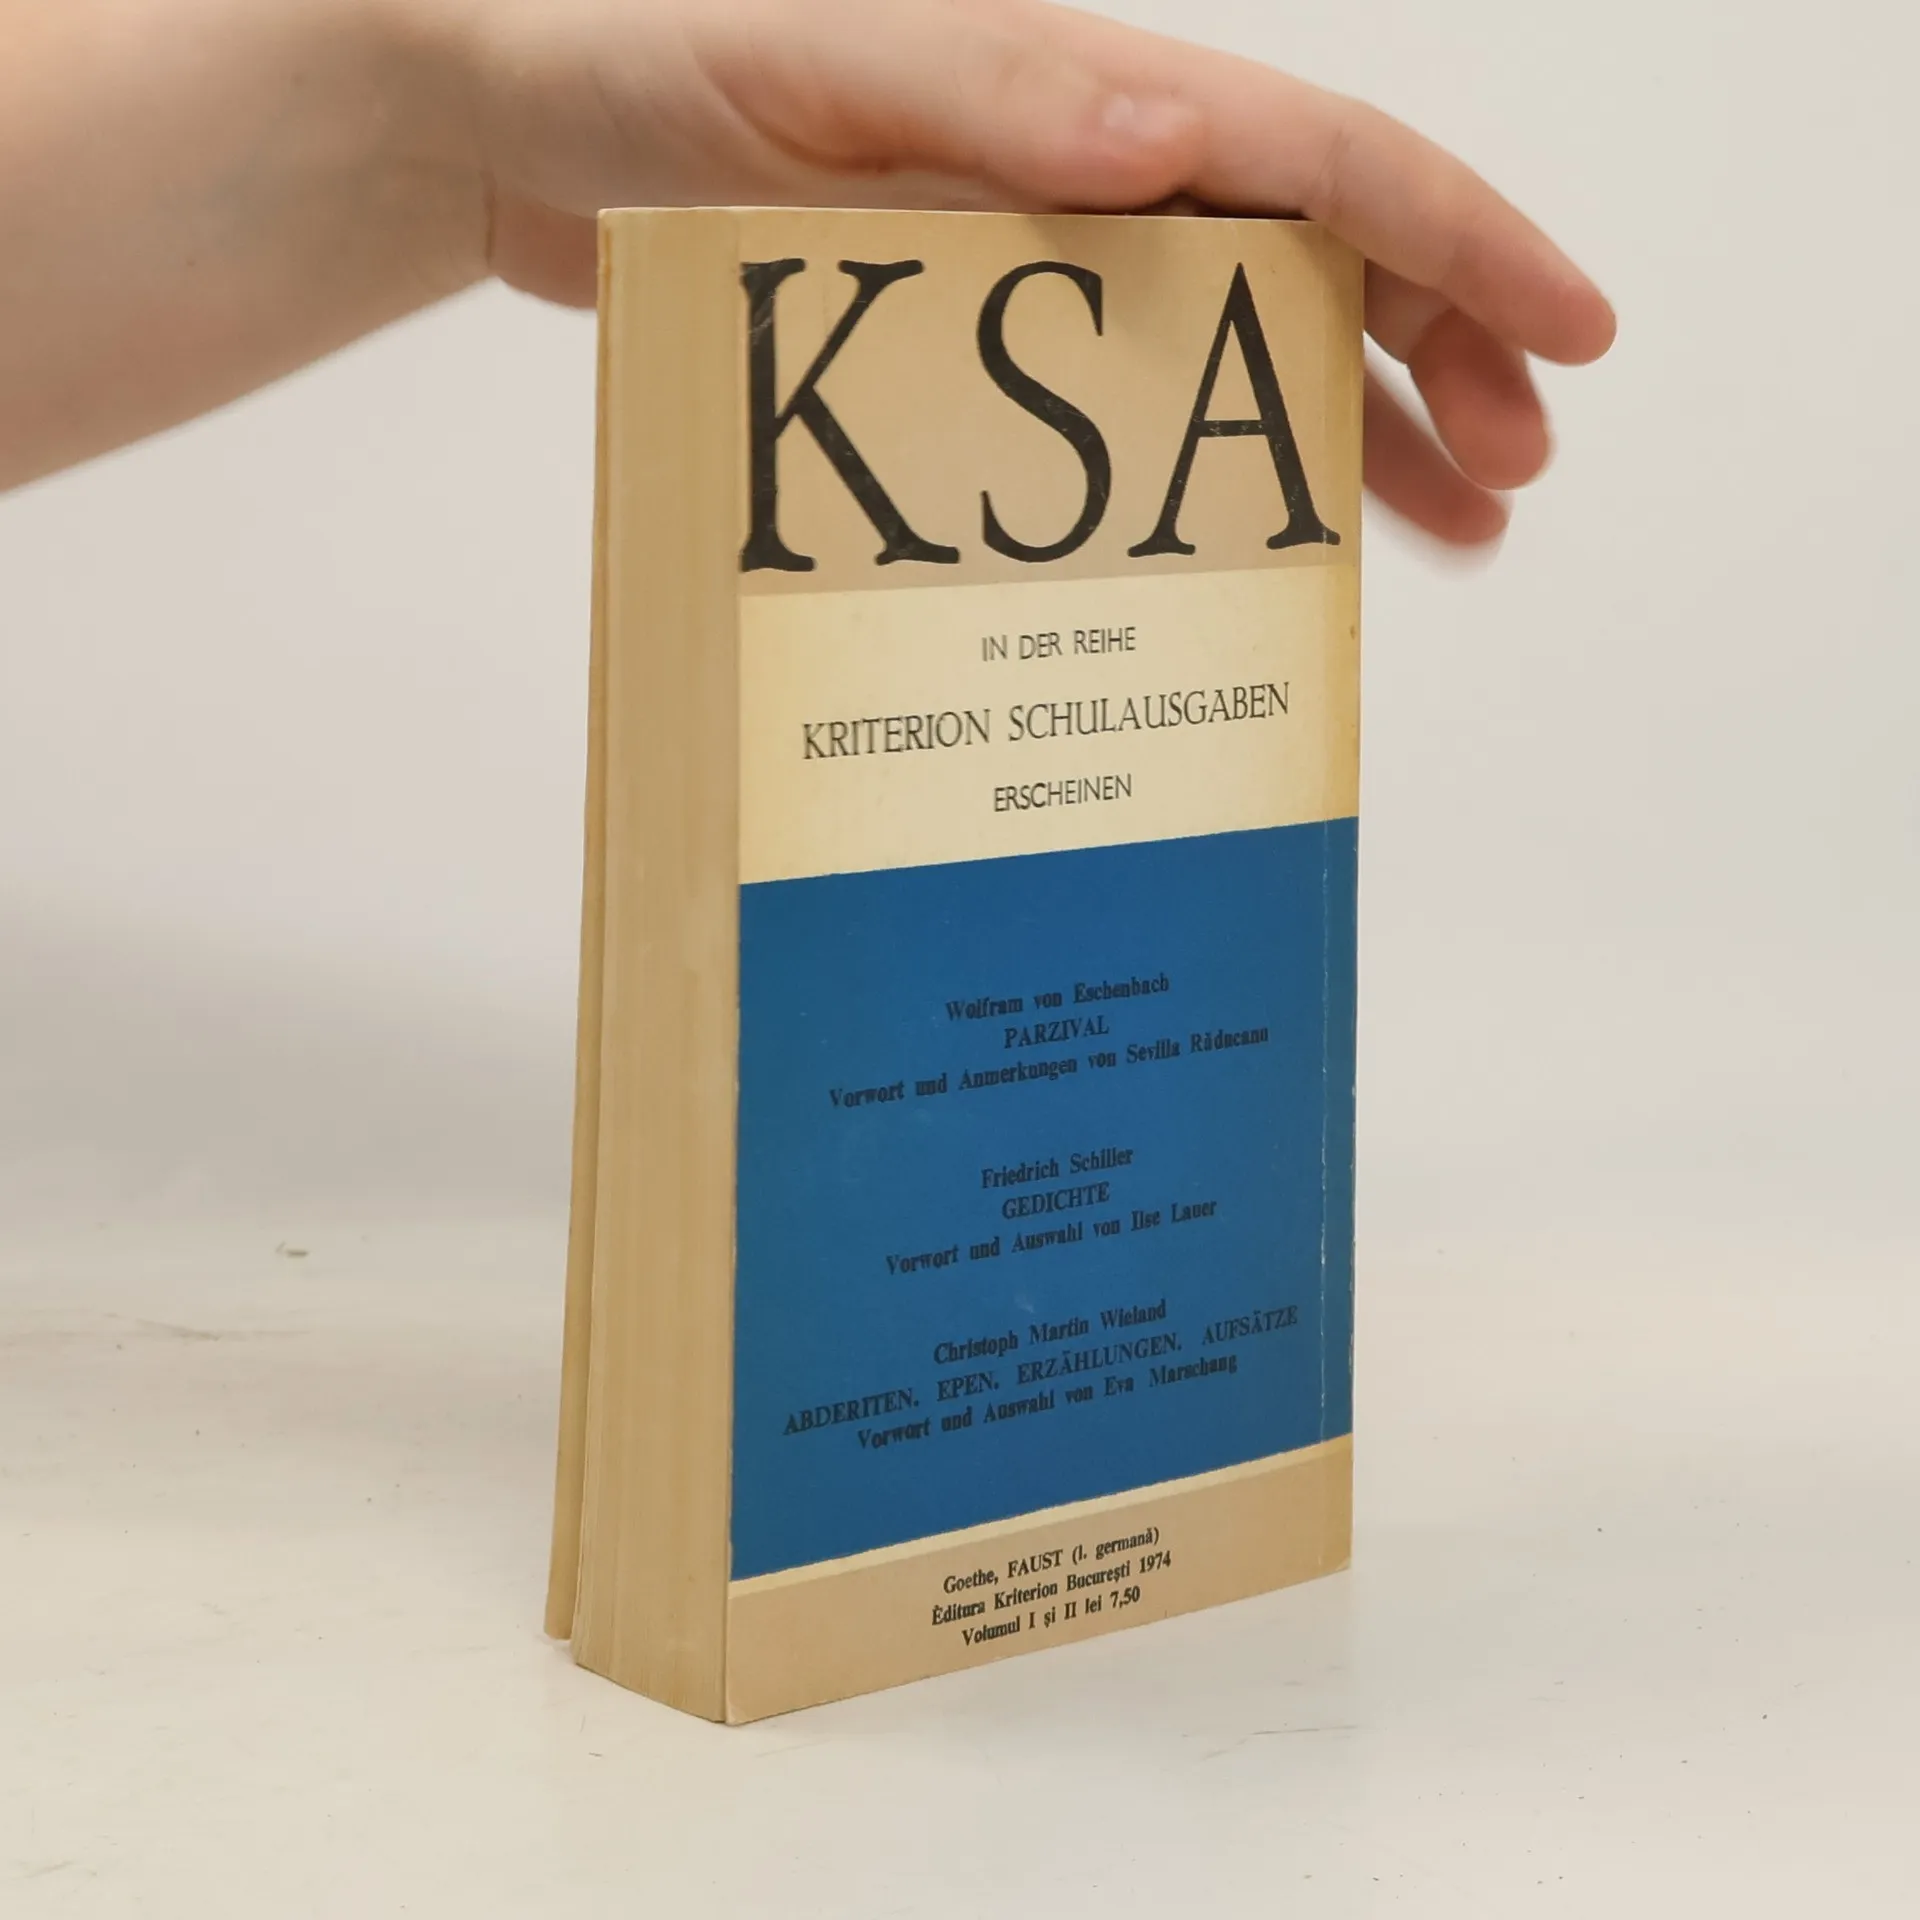 KSA
IN DER REIHE
KRITERION SCHULAUSGABEN
ERSCHEINEN
Wolfram von Eschenbach
PARZIVAL
Vorwort und Anmerkungen von Sevilla Răducanu
Friedrich Schiller
GEDICHTE
Vorwort und Auswahl von Ilse Lauer
Christoph Martin Wieland
ABDERITEN. EPEN. ERZÄHLUNGEN. AUFSÄTZE
Vorwort und Auswahl von Eva Marschang
Goethe, FAUST (l. germană)
Editura Kriterion București 1974
Volumul I și II lei 7,50